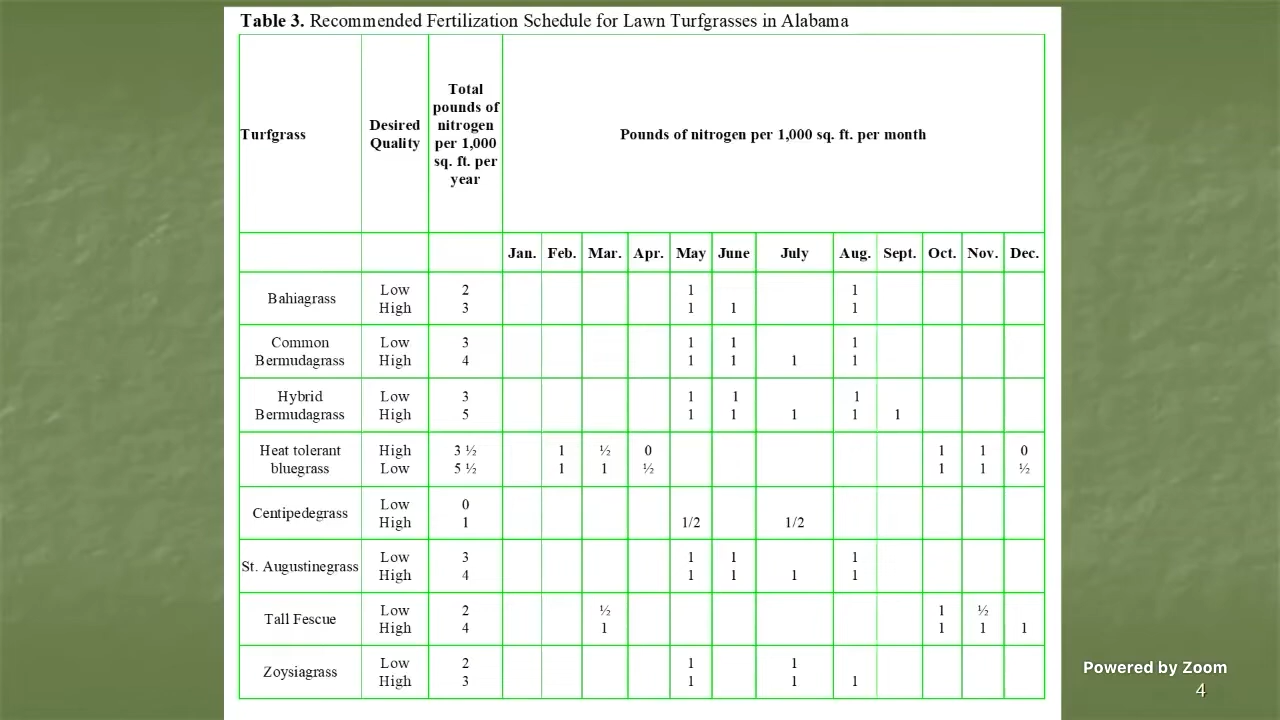 Table 3. Recommended Fertilization Schedule for Lawn Turfgrasses in Alabama
Turfgrass
Desired
Quality
Total
pounds of
nitrogen
per 1,000
sq. ft. per
year
Pounds of nitrogen per 1,000 sq. ft. per month
Jan. Feb. Mar. Apr. May June July Aug. Sept. Oct. Nov. Dec.
Bahiagrass
Low 2 1 1
High 3 1 1 1
Common
Bermudagrass
Low 3 1 1 1
High 4 1 1 1 1
Hybrid
Bermudagrass
Low 3 1 1 1
High 5 1 1 1 1 1
Heat tolerant
bluegrass
High 3 ½ 1 ½ 0 1 1 0
Low 5 ½ 1 1 ½ 1 1 ½
Centipedegrass
Low 0
High 1 1/2 1/2
St. Augustinegrass
Low 3 1 1 1
High 4 1 1 1 1
Tall Fescue
Low 2 ½ 1 ½
High 4 1 1 1 1
Zoysiagrass
Low 2 1 1
High 3 1 1 1
Powered by Zoom
4